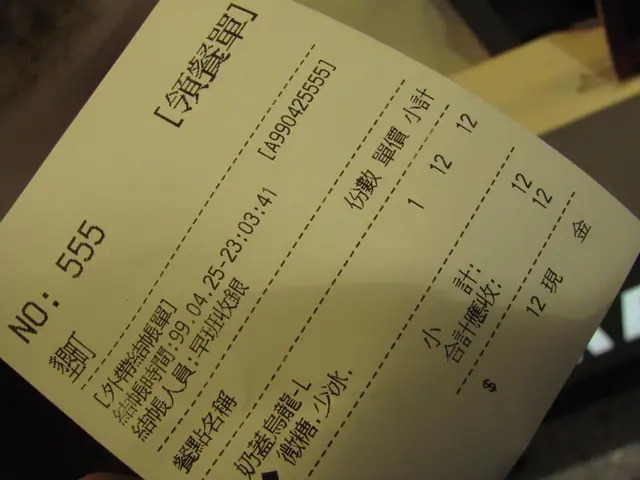 NO: 555 [領餐單]
墾町
[外帶結帳單] [A990425555]
結帳時間:99.04.25-23:03:41
結帳人員:早班收銀
餐點名稱 份數 單價 小計
奶蓋烏龍-L 1 12 12
微糖,少冰,
小 計: 12
合計應收: 12
$ 12 現 金